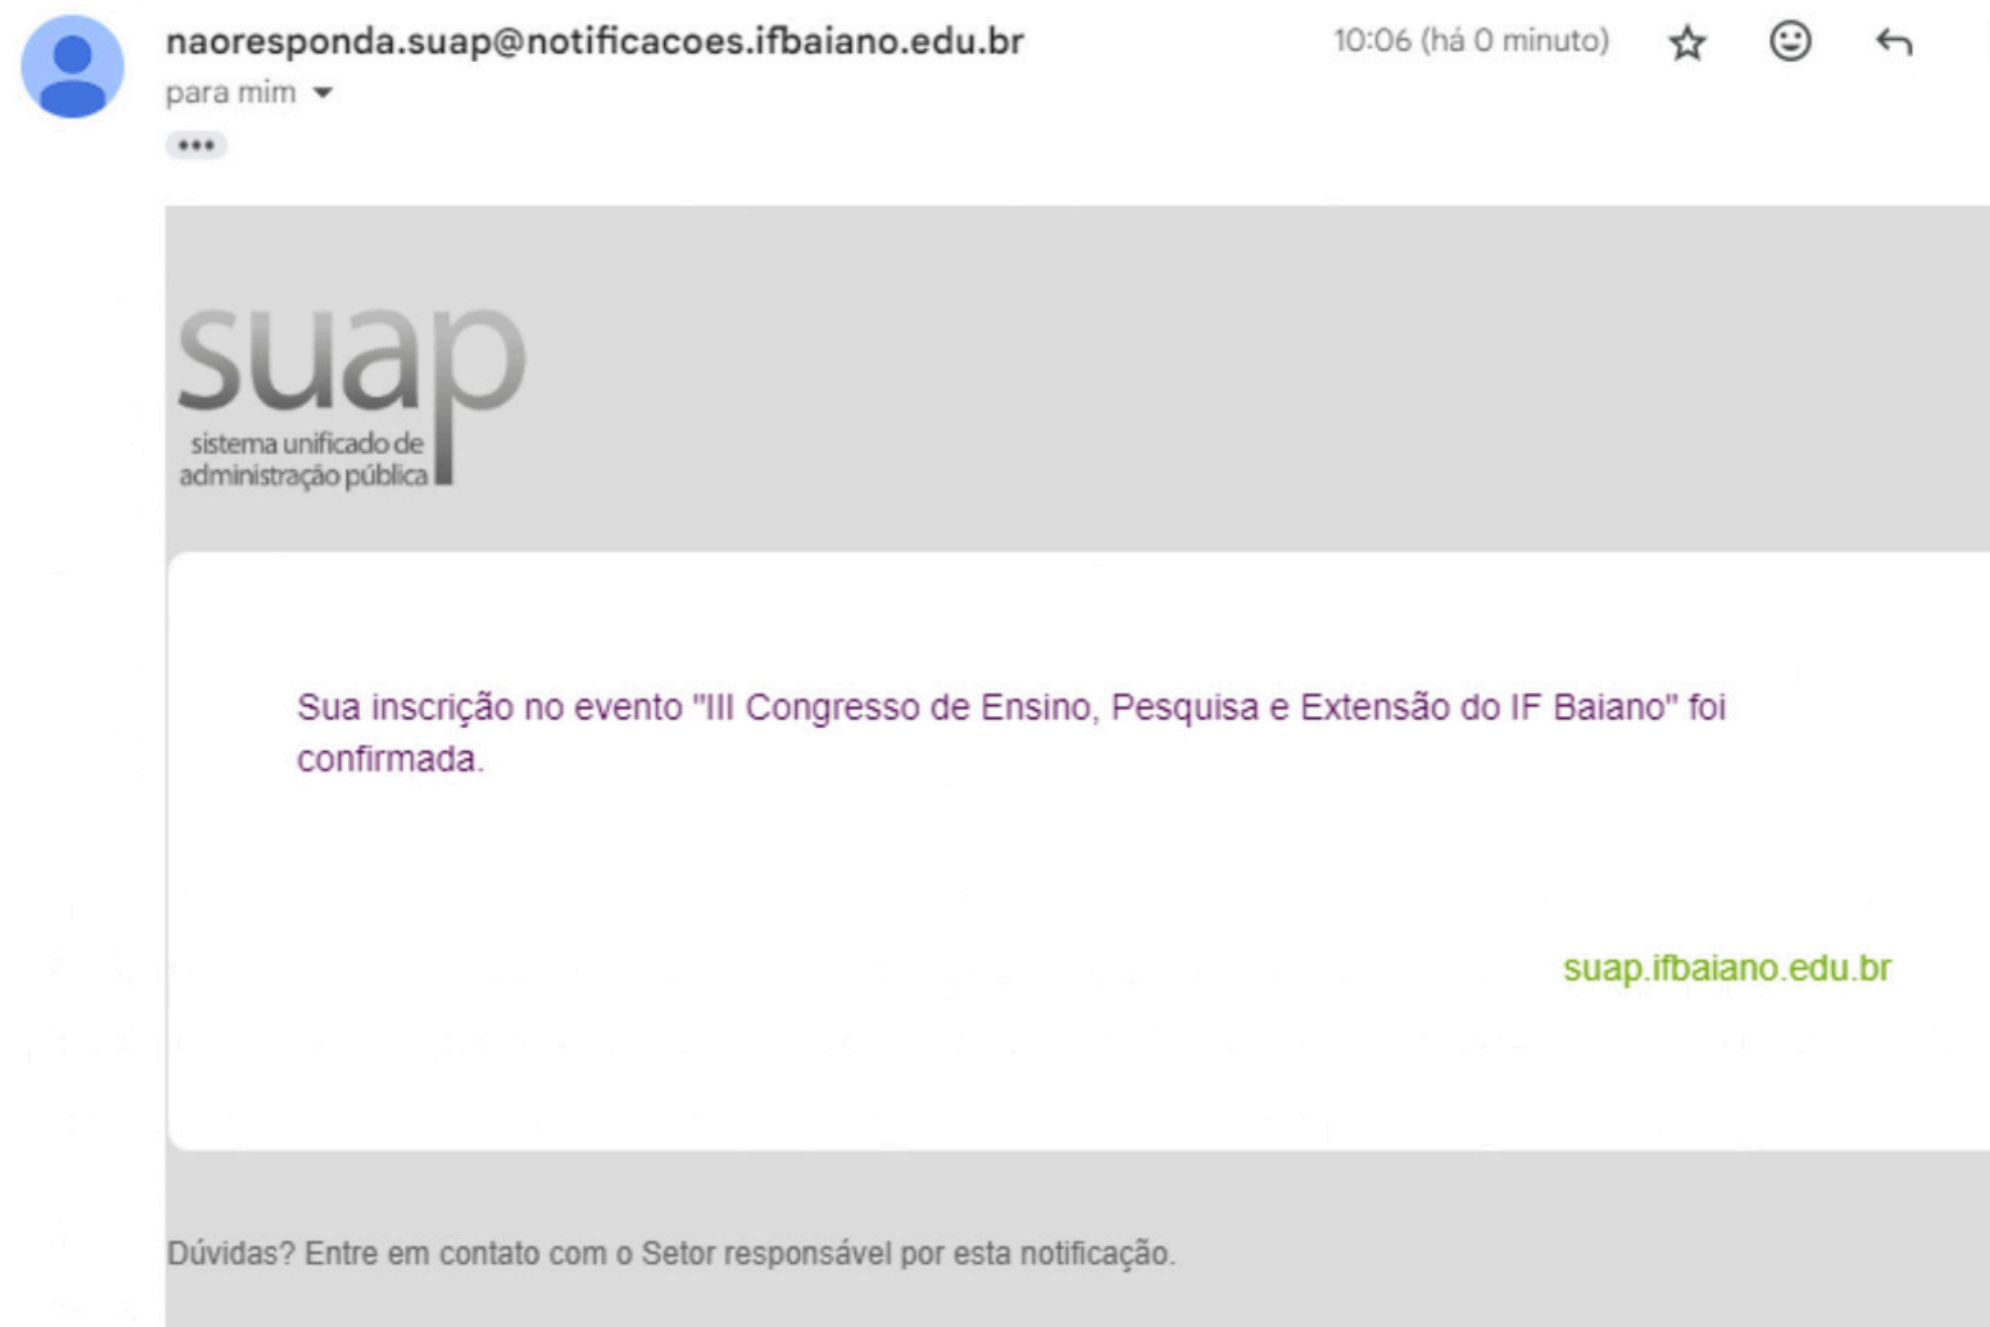 naoresponda.suap@notificacoes.ifbaiano.edu.br
10:06 (há 0 minuto)
para mim
suap
sistema unificado de
administração pública
Sua inscrição no evento "III Congresso de Ensino, Pesquisa e Extensão do IF Baiano" foi
confirmada.
suap.ifbaiano.edu.br
Dúvidas? Entre em contato com o Setor responsável por esta notificação.